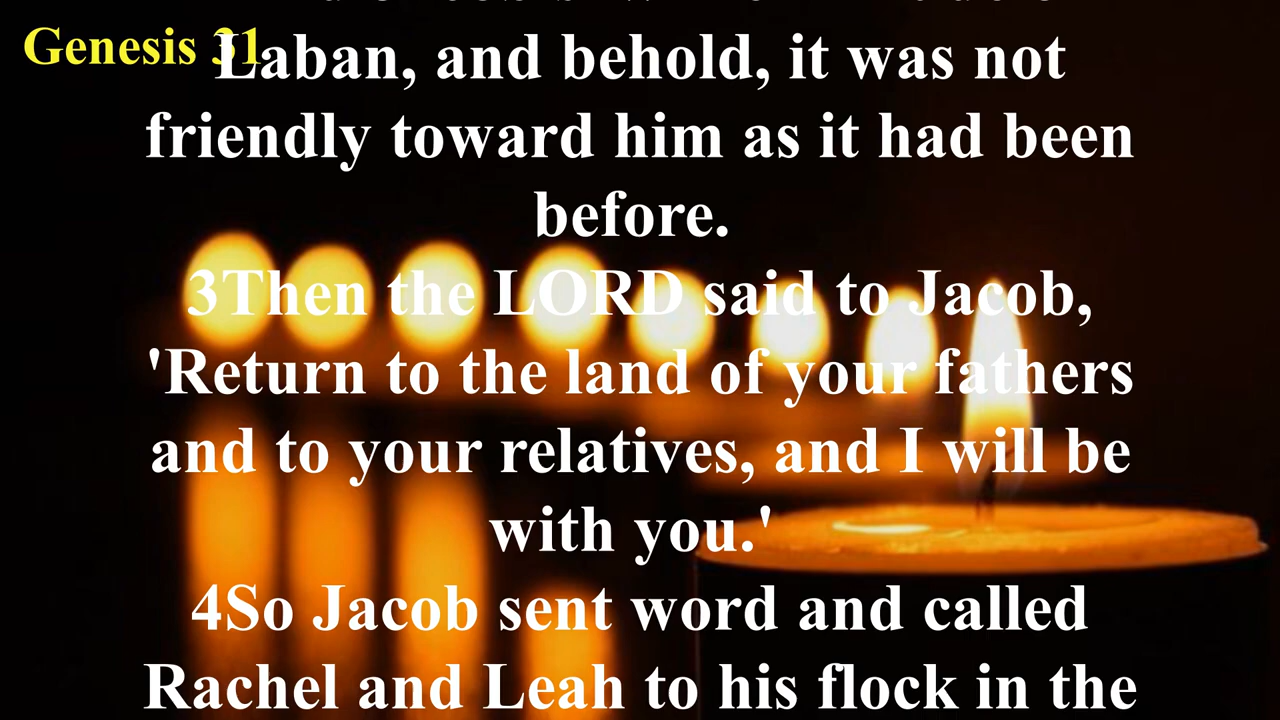 Genesis 31
Laban, and behold, it was not
friendly toward him as it had been
before.
3Then the LORD said to Jacob,
'Return to the land of your fathers
and to your relatives, and I will be
with you.'
4So Jacob sent word and called
Rachel and Leah to his flock in the